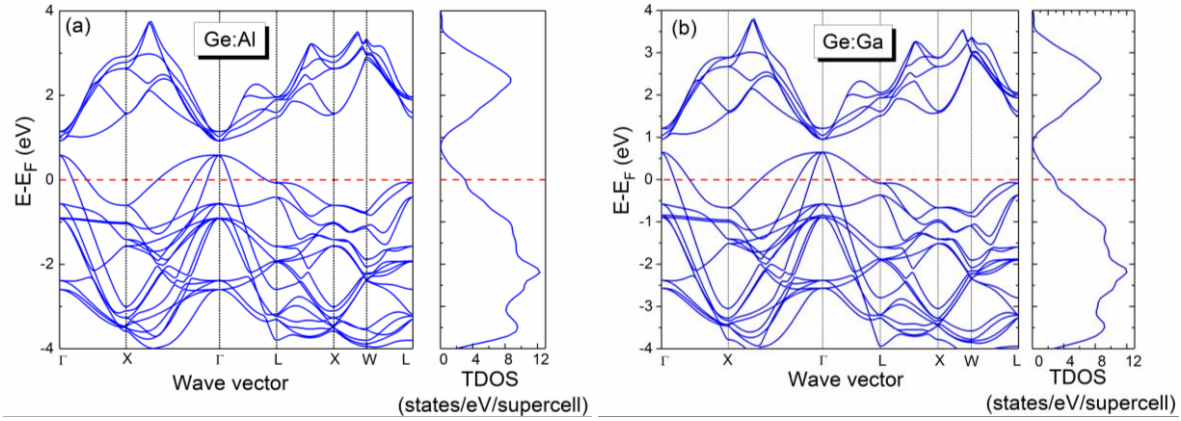 (a)
Ge:Al
4
2
0
-2
-4
E-E_F (eV)
Γ X Γ L X W L
Wave vector
0 4 8 12
TDOS
(states/eV/supercell)
(b)
Ge:Ga
4
3
2
1
0
-1
-2
-3
-4
E-E_F (eV)
Γ X Γ L X W L
Wave vector
0 4 8 12
TDOS
(states/eV/supercell)